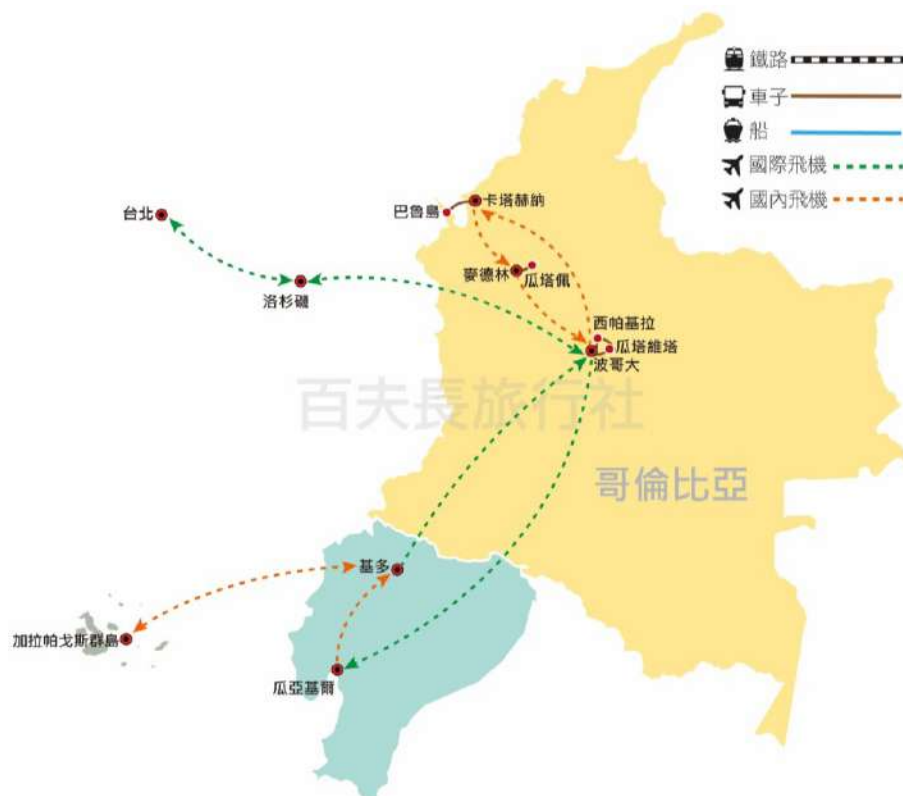 鐵路
車子
船
國際飛機
國內飛機
台北
洛杉磯
巴魯島
卡塔赫納
麥德林
瓜塔佩
西帕基拉
瓜塔維塔
波哥大
百夫長旅行社
哥倫比亞
基多
加拉帕戈斯群島
瓜亞基爾